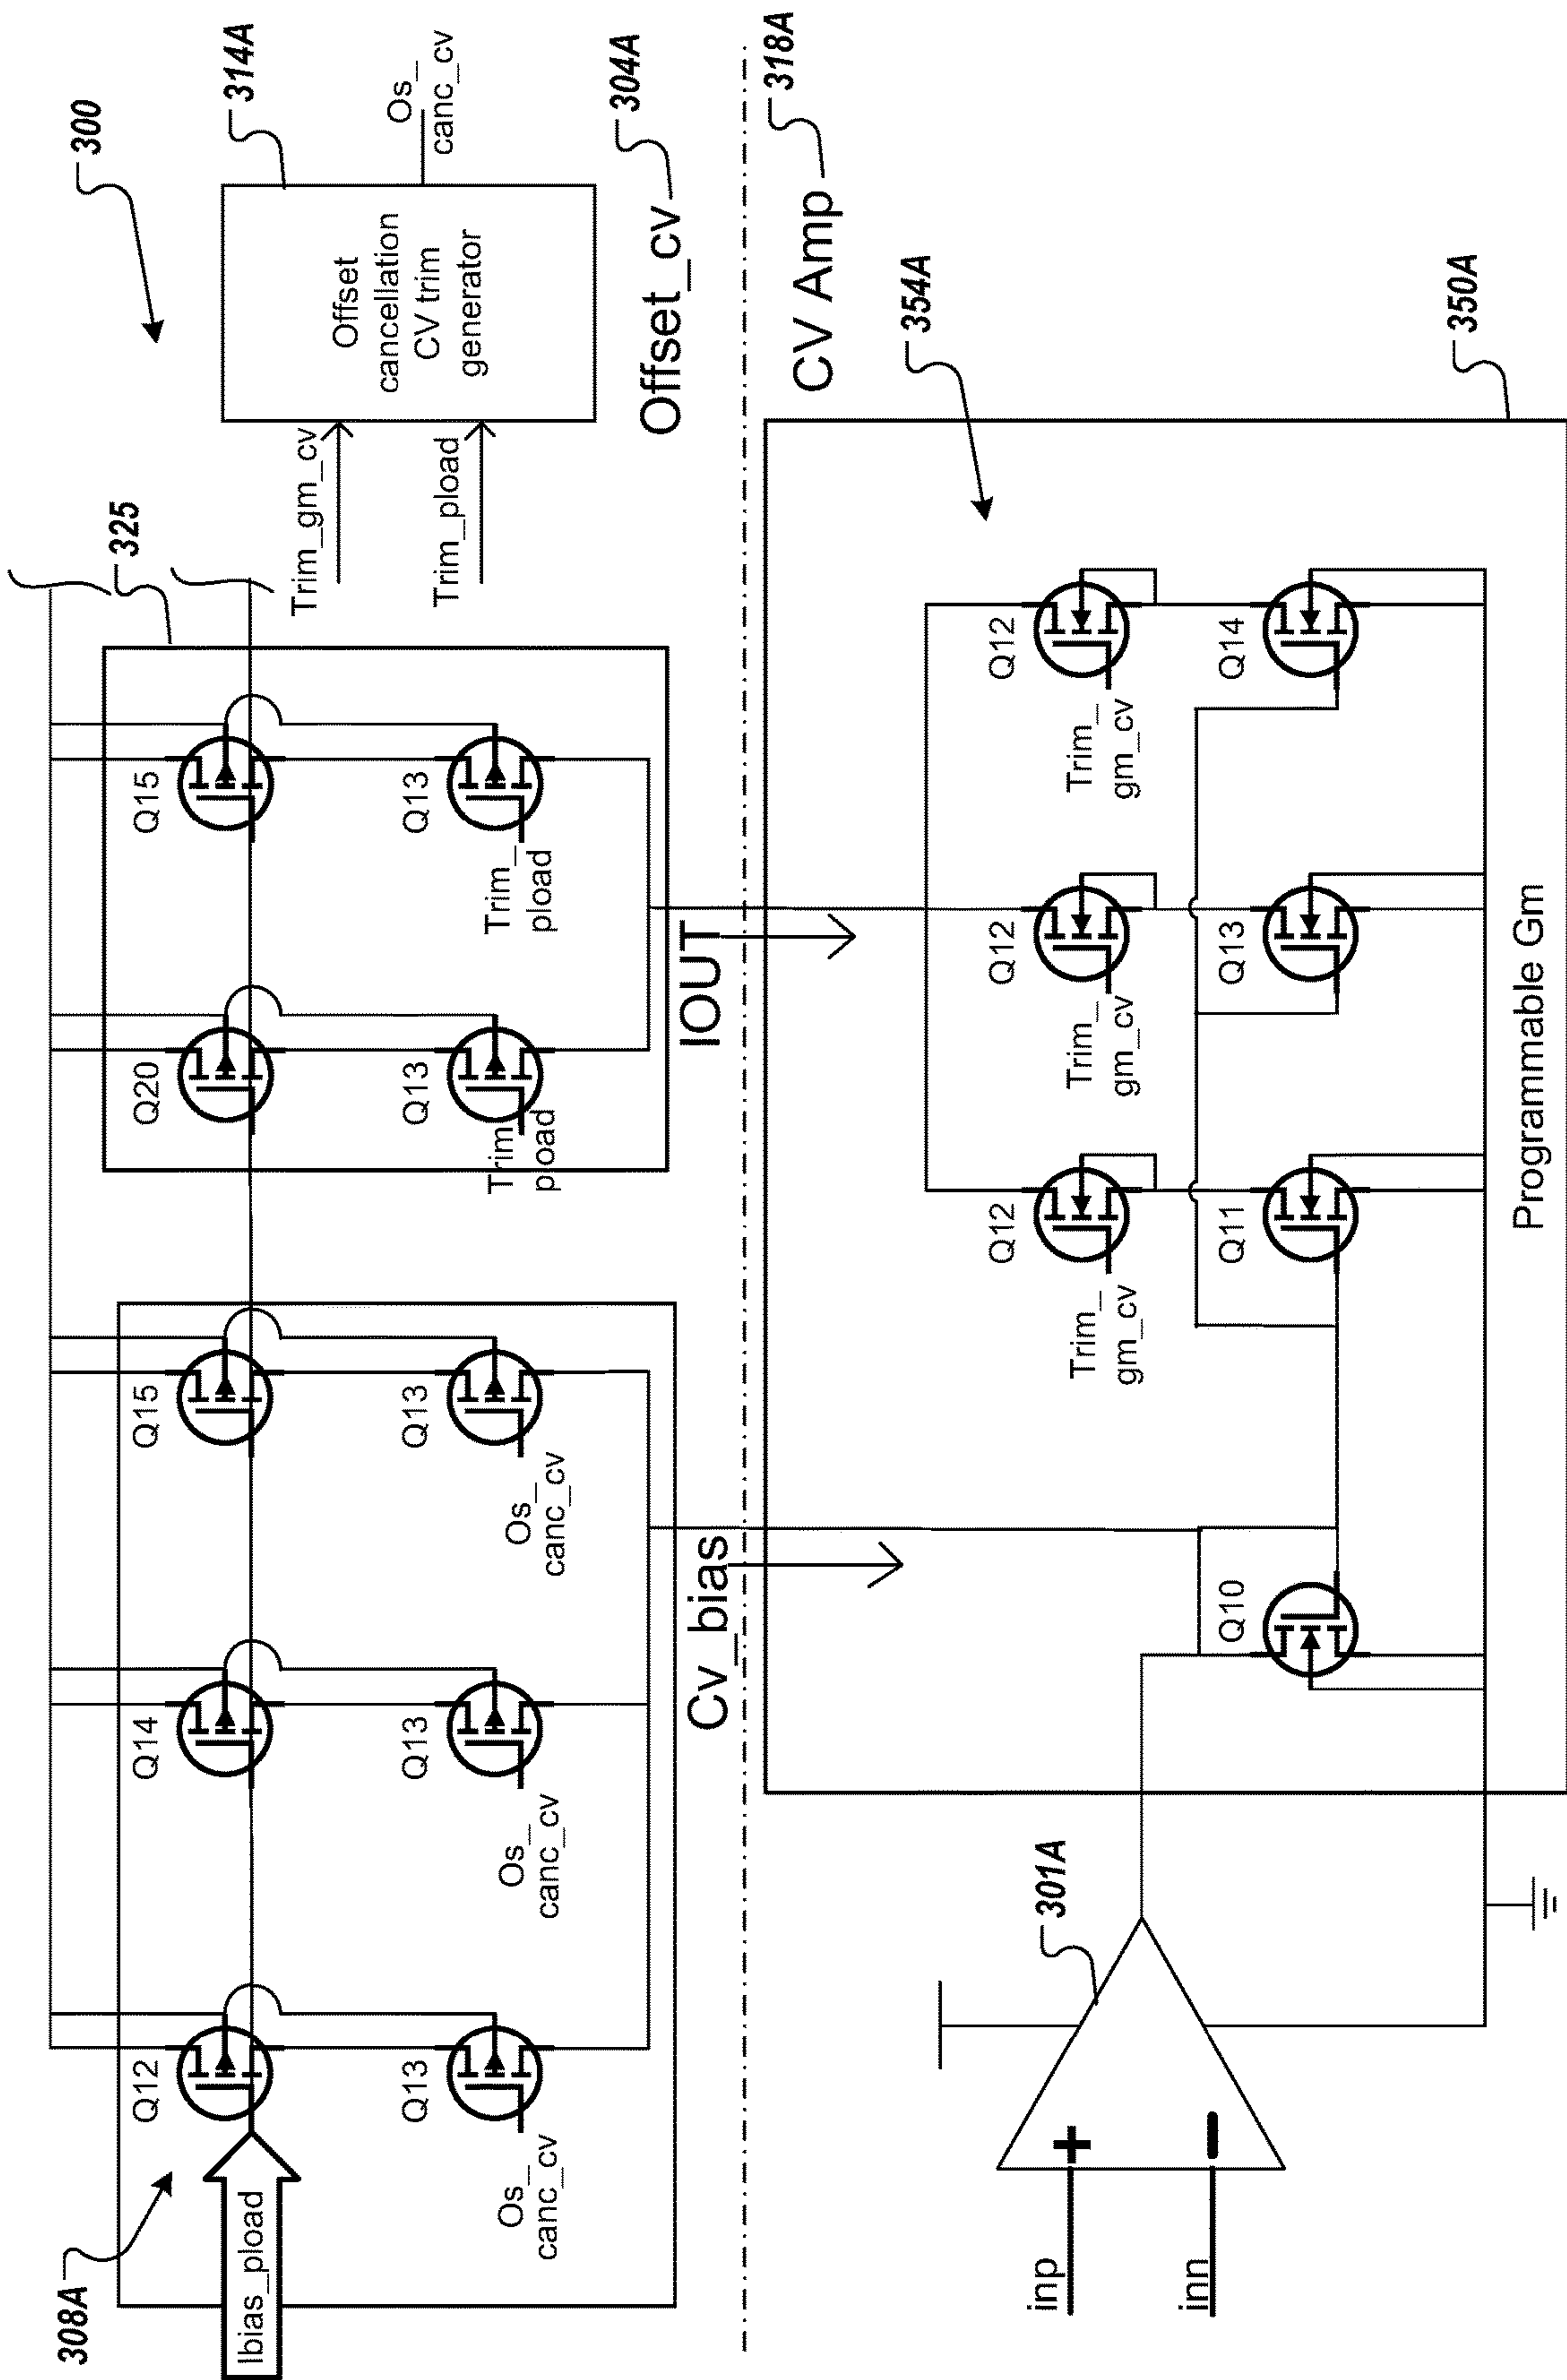 300
308A
Ibias_pload
Q12
Q14
Q15
Q20
Q15
325
Q13
Q13
Q13
Q13
Q13
Os_
canc_cv
Os_
canc_cv
Os_
canc_cv
Trim_
pload
Trim_
pload
Trim_gm_cv
Trim_pload
Offset
cancellation
CV trim
generator
314A
Os_
canc_cv
Offset_cv
304A
Cv_bias
IOUT
CV Amp
318A
inp
inn
+
−
301A
Q10
Q12
Q12
Q12
Trim_
gm_cv
Trim_
gm_cv
Trim_
gm_cv
Q11
Q13
Q14
354A
350A
Programmable Gm